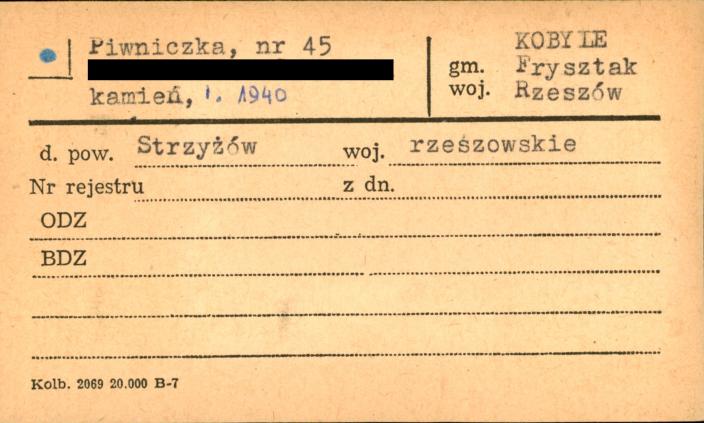 Piwniczka, nr 45
kamień, r. 1940
KOBYLE
gm. Frysztak
woj. Rzeszów
d. pow. Strzyżów woj. rzeszowskie
Nr rejestru z dn.
ODZ
BDZ
Kolb. 2069 20.000 B-7